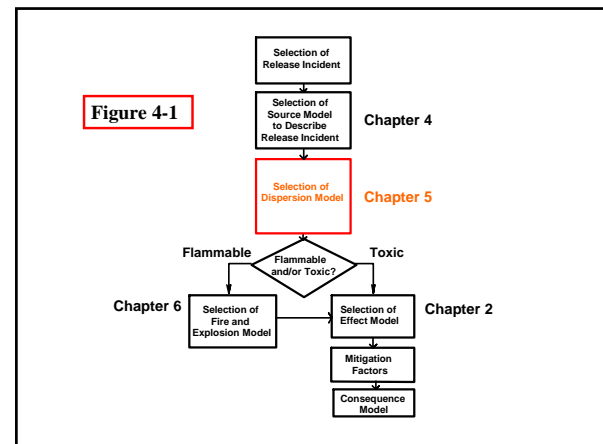 Selection of
Release Incident
Figure 4-1
Selection of
Source Model
to Describe
Release Incident
Chapter 4
Selection of
Dispersion Model
Chapter 5
Flammable
Toxic
Flammable
and/or Toxic?
Chapter 6
Selection of
Fire and
Explosion Model
Selection of
Effect Model
Chapter 2
Mitigation
Factors
Consequence
Model